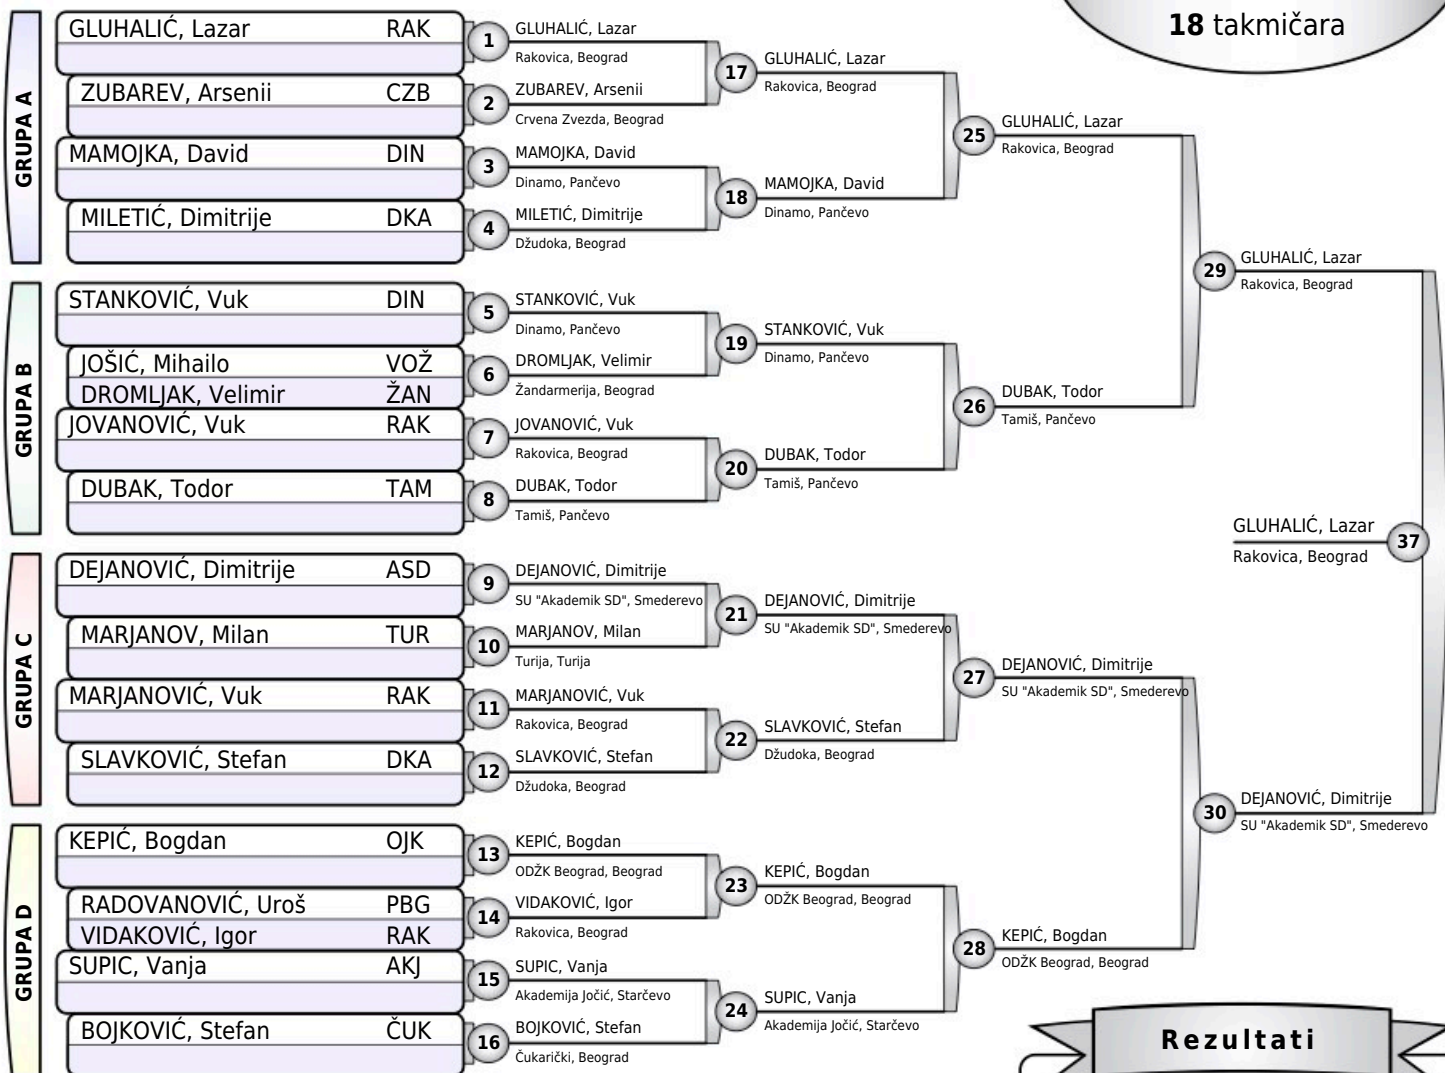 18 takmičara
GRUPA A
GLUHALIĆ, Lazar RAK
ZUBAREV, Arsenii CZB
MAMOJKA, David DIN
MILETIĆ, Dimitrije DKA
GRUPA B
STANKOVIĆ, Vuk DIN
JOŠIĆ, Mihailo VOŽ
DROMLJAK, Velimir ŽAN
JOVANOVIĆ, Vuk RAK
DUBAK, Todor TAM
GRUPA C
DEJANOVIĆ, Dimitrije ASD
MARJANOV, Milan TUR
MARJANOVIĆ, Vuk RAK
SLAVKOVIĆ, Stefan DKA
GRUPA D
KEPIĆ, Bogdan OJK
RADOVANOVIĆ, Uroš PBG
VIDAKOVIĆ, Igor RAK
SUPIC, Vanja AKJ
BOJKOVIĆ, Stefan ČUK
1 GLUHALIĆ, Lazar
Rakovica, Beograd
2 ZUBAREV, Arsenii
Crvena Zvezda, Beograd
3 MAMOJKA, David
Dinamo, Pančevo
4 MILETIĆ, Dimitrije
Džudoka, Beograd
5 STANKOVIĆ, Vuk
Dinamo, Pančevo
6 DROMLJAK, Velimir
Žandarmerija, Beograd
7 JOVANOVIĆ, Vuk
Rakovica, Beograd
8 DUBAK, Todor
Tamiš, Pančevo
9 DEJANOVIĆ, Dimitrije
SU "Akademik SD", Smederevo
10 MARJANOV, Milan
Turija, Turija
11 MARJANOVIĆ, Vuk
Rakovica, Beograd
12 SLAVKOVIĆ, Stefan
Džudoka, Beograd
13 KEPIĆ, Bogdan
ODŽK Beograd, Beograd
14 VIDAKOVIĆ, Igor
Rakovica, Beograd
15 SUPIC, Vanja
Akademija Jočić, Starčevo
16 BOJKOVIĆ, Stefan
Čukarički, Beograd
17 GLUHALIĆ, Lazar
Rakovica, Beograd
18 MAMOJKA, David
Dinamo, Pančevo
19 STANKOVIĆ, Vuk
Dinamo, Pančevo
20 DUBAK, Todor
Tamiš, Pančevo
21 DEJANOVIĆ, Dimitrije
SU "Akademik SD", Smederevo
22 SLAVKOVIĆ, Stefan
Džudoka, Beograd
23 KEPIĆ, Bogdan
ODŽK Beograd, Beograd
24 SUPIC, Vanja
Akademija Jočić, Starčevo
25 GLUHALIĆ, Lazar
Rakovica, Beograd
26 DUBAK, Todor
Tamiš, Pančevo
27 DEJANOVIĆ, Dimitrije
SU "Akademik SD", Smederevo
28 KEPIĆ, Bogdan
ODŽK Beograd, Beograd
29 GLUHALIĆ, Lazar
Rakovica, Beograd
30 DEJANOVIĆ, Dimitrije
SU "Akademik SD", Smederevo
GLUHALIĆ, Lazar 37
Rakovica, Beograd
Rezultati